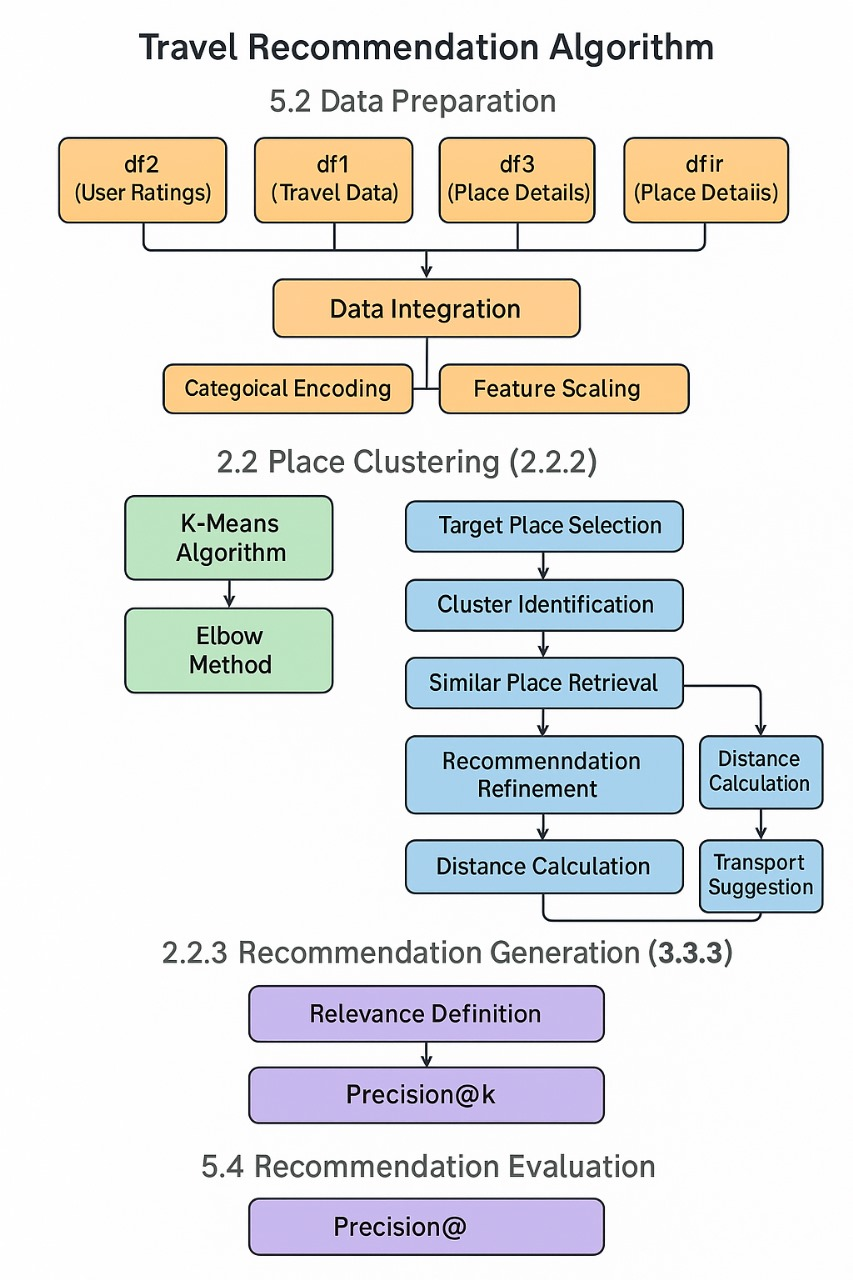 Travel Recommendation Algorithm
5.2 Data Preparation
df2
(User Ratings)
df1
(Travel Data)
df3
(Place Details)
dfir
(Place Detaiis)
Data Integration
Categoical Encoding
Feature Scaling
2.2 Place Clustering (2.2.2)
K-Means
Algorithm
Elbow
Method
Target Place Selection
Cluster Identification
Similar Place Retrieval
Recommenndation
Refinement
Distance Calculation
Distance
Calculation
Transport
Suggestion
2.2.3 Recommendation Generation (3.3.3)
Relevance Definition
Precision@k
5.4 Recommendation Evaluation
Precision@